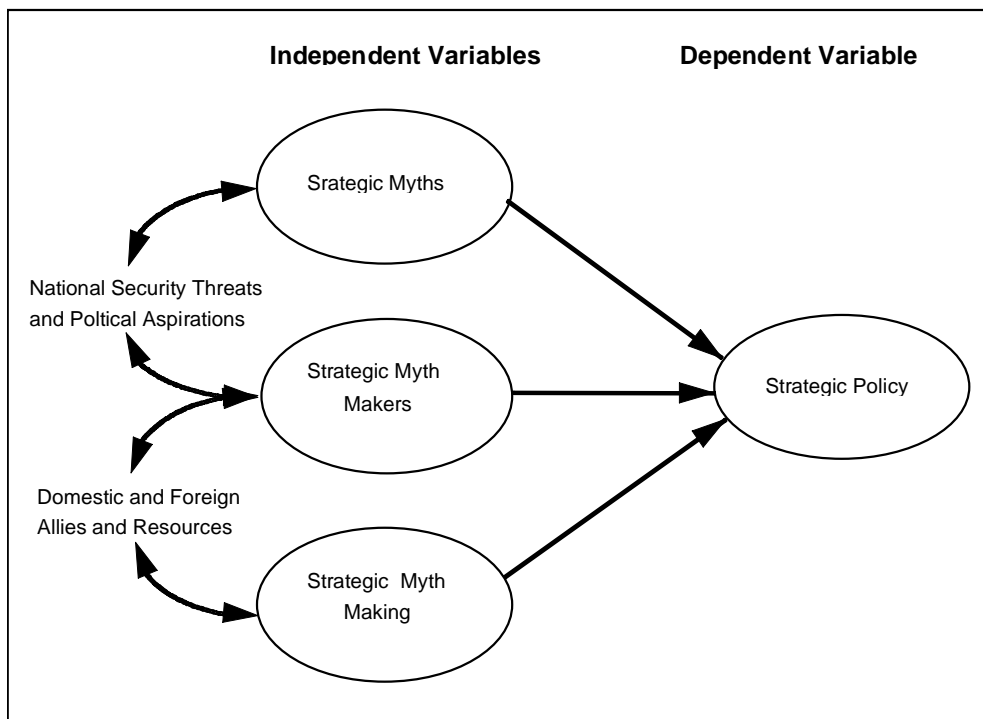 Independent Variables
Dependent Variable
Srategic Myths
National Security Threats
and Poltical Aspirations
Strategic Myth
Makers
Strategic Policy
Domestic and Foreign
Allies and Resources
Strategic Myth
Making